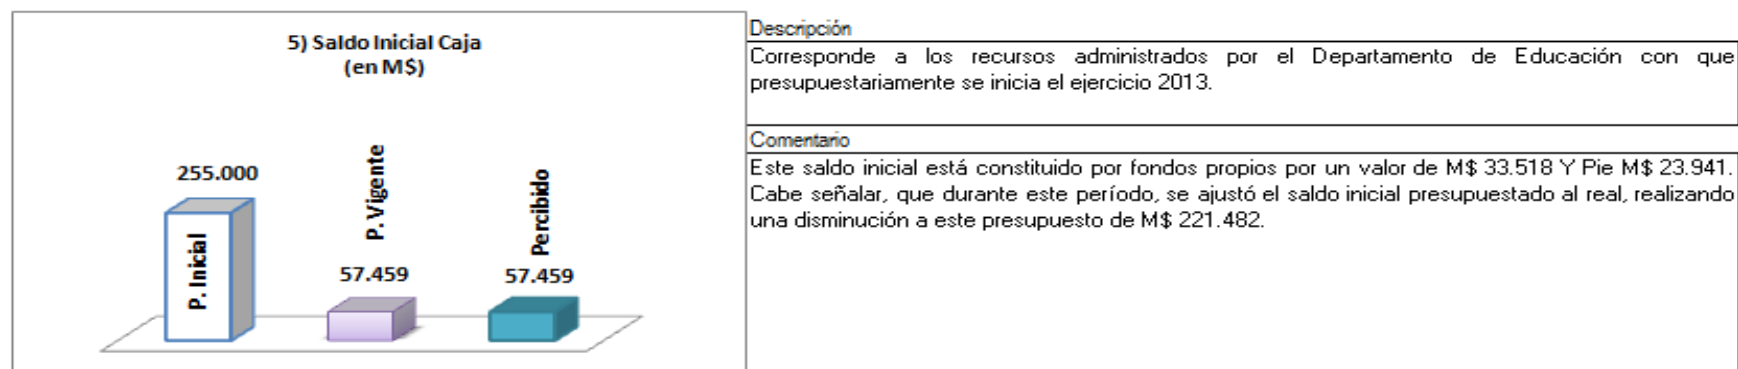 5) Saldo Inicial Caja
(en M$)
255.000
P. Inicial
P. Vigente
57.459
Percibido
57.459
Descripción
Corresponde a los recursos administrados por el Departamento de Educación con que
presupuestariamente se inicia el ejercicio 2013.
Comentario
Este saldo inicial está constituido por fondos propios por un valor de M$ 33.518 Y Pie M$ 23.941.
Cabe señalar, que durante este período, se ajustó el saldo inicial presupuestado al real, realizando
una disminución a este presupuesto de M$ 221.482.